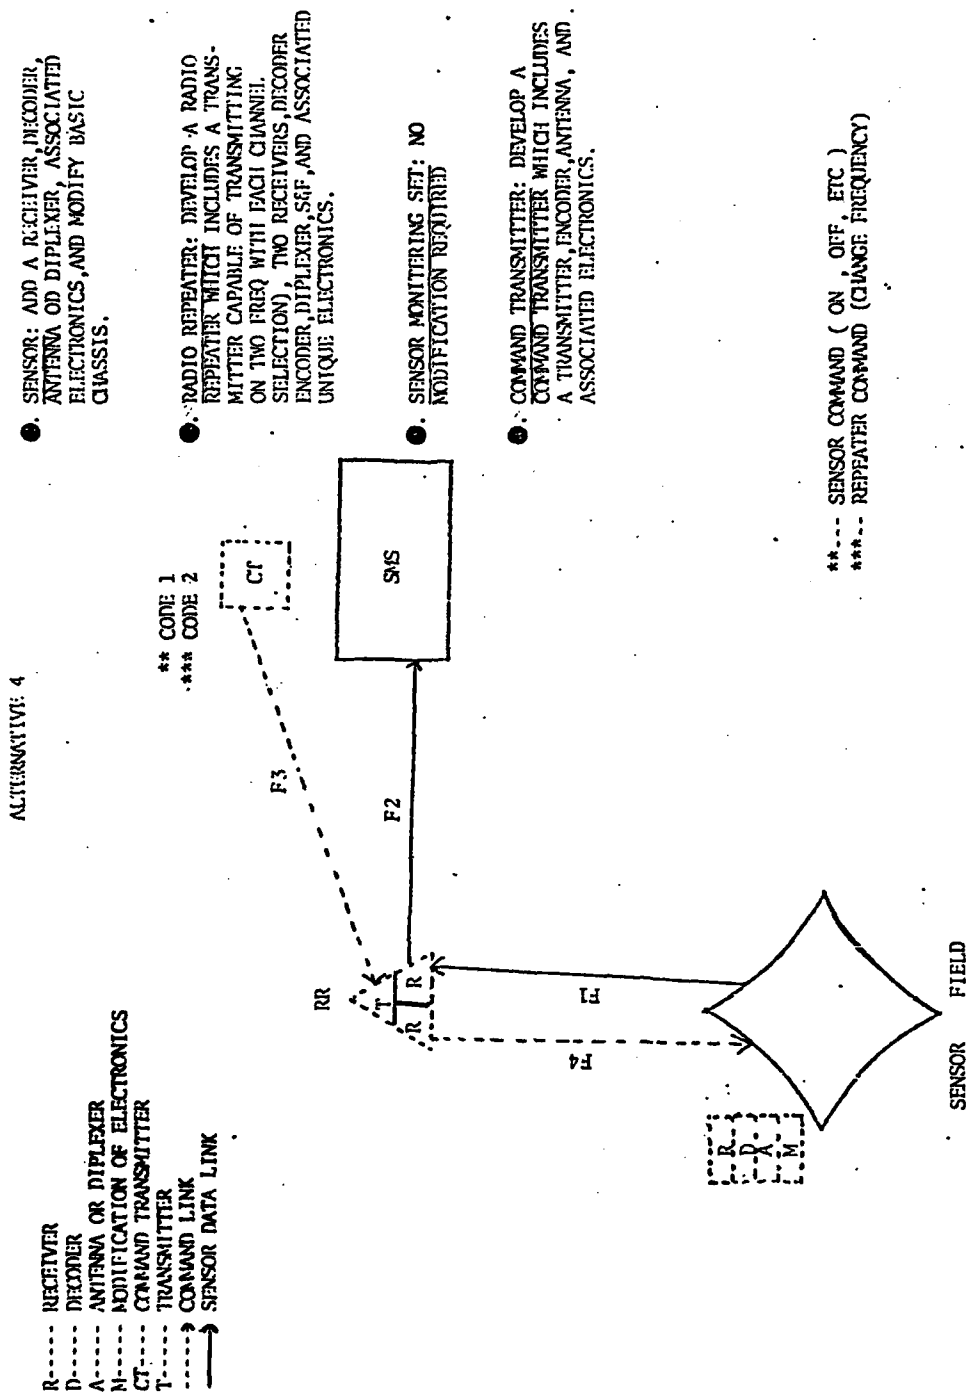 ALTERNATIVE 4
R----- RECEIVER
D----- DECODER
A----- ANTENNA OR DIPLEXER
M----- MODIFICATION OF ELECTRONICS
CT---- COMMAND TRANSMITTER
T----- TRANSMITTER
COMMAND LINK
SENSOR DATA LINK
RR
T
R R
F3
F2
F1
F4
** CODE 1
*** CODE 2
CT
SMS
R
D
A
M
SENSOR FIELD
. SENSOR: ADD A RECEIVER,DECODER,
ANTENNA OD DIPLEXER, ASSOCIATED
ELECTRONICS,AND MODIFY BASIC
CHASSIS.
. RADIO REPEATER: DEVELOP A RADIO
REPEATER WHICH INCLUDES A TRANS-
MITTER CAPABLE OF TRANSMITTING
ON TWO FREQ WITH EACH CHANNEL
SELECTION), TWO RECEIVERS,DECODER
ENCODER,DIPLEXER,S&F,AND ASSOCIATED
UNIQUE ELECTRONICS.
. SENSOR MONITERING SET: NO
MODIFICATION REQUIRED
. COMMAND TRANSMITTER: DEVELOP A
COMMAND TRANSMITTER WHICH INCLUDES
A TRANSMITTER,ENCODER,ANTENNA, AND
ASSOCIATED ELECTRONICS.
**--- SENSOR COMMAND ( ON , OFF, ETC )
***-- REPEATER COMMAND (CHANGE FREQUENCY)